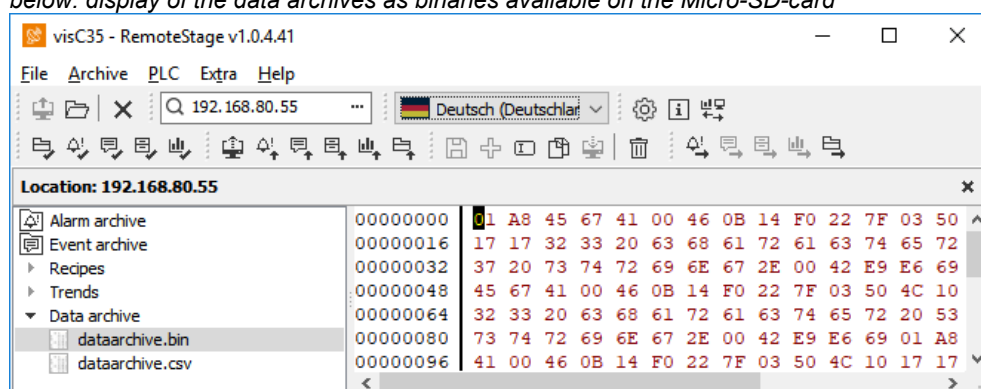 below: display of the data archives as binaries available on the Micro-SD-card
visC35 - RemoteStage v1.0.4.41
File Archive PLC Extra Help
192.168.80.55 ... Deutsch (Deutschlar
Location: 192.168.80.55
Alarm archive
Event archive
Recipes
Trends
Data archive
dataarchive.bin
dataarchive.csv
00000000 01 A8 45 67 41 00 46 0B 14 F0 22 7F 03 50
00000016 17 17 32 33 20 63 68 61 72 61 63 74 65 72
00000032 37 20 73 74 72 69 6E 67 2E 00 42 E9 E6 69
00000048 45 67 41 00 46 0B 14 F0 22 7F 03 50 4C 10
00000064 32 33 20 63 68 61 72 61 63 74 65 72 20 53
00000080 73 74 72 69 6E 67 2E 00 42 E9 E6 69 01 A8
00000096 41 00 46 0B 14 F0 22 7F 03 50 4C 10 17 17